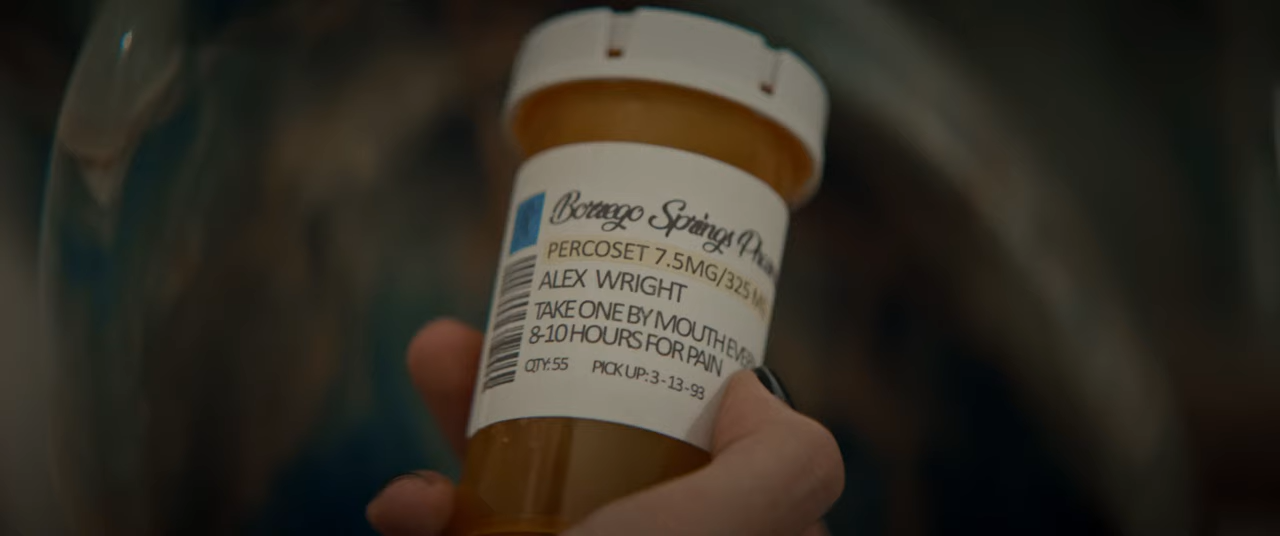 Borrego Springs
PERCOSET 7.5MG/325
ALEX WRIGHT
TAKE ONE BY MOUTH
8-10 HOURS FOR PAIN
QTY: 55 PICK UP: 3-13-93